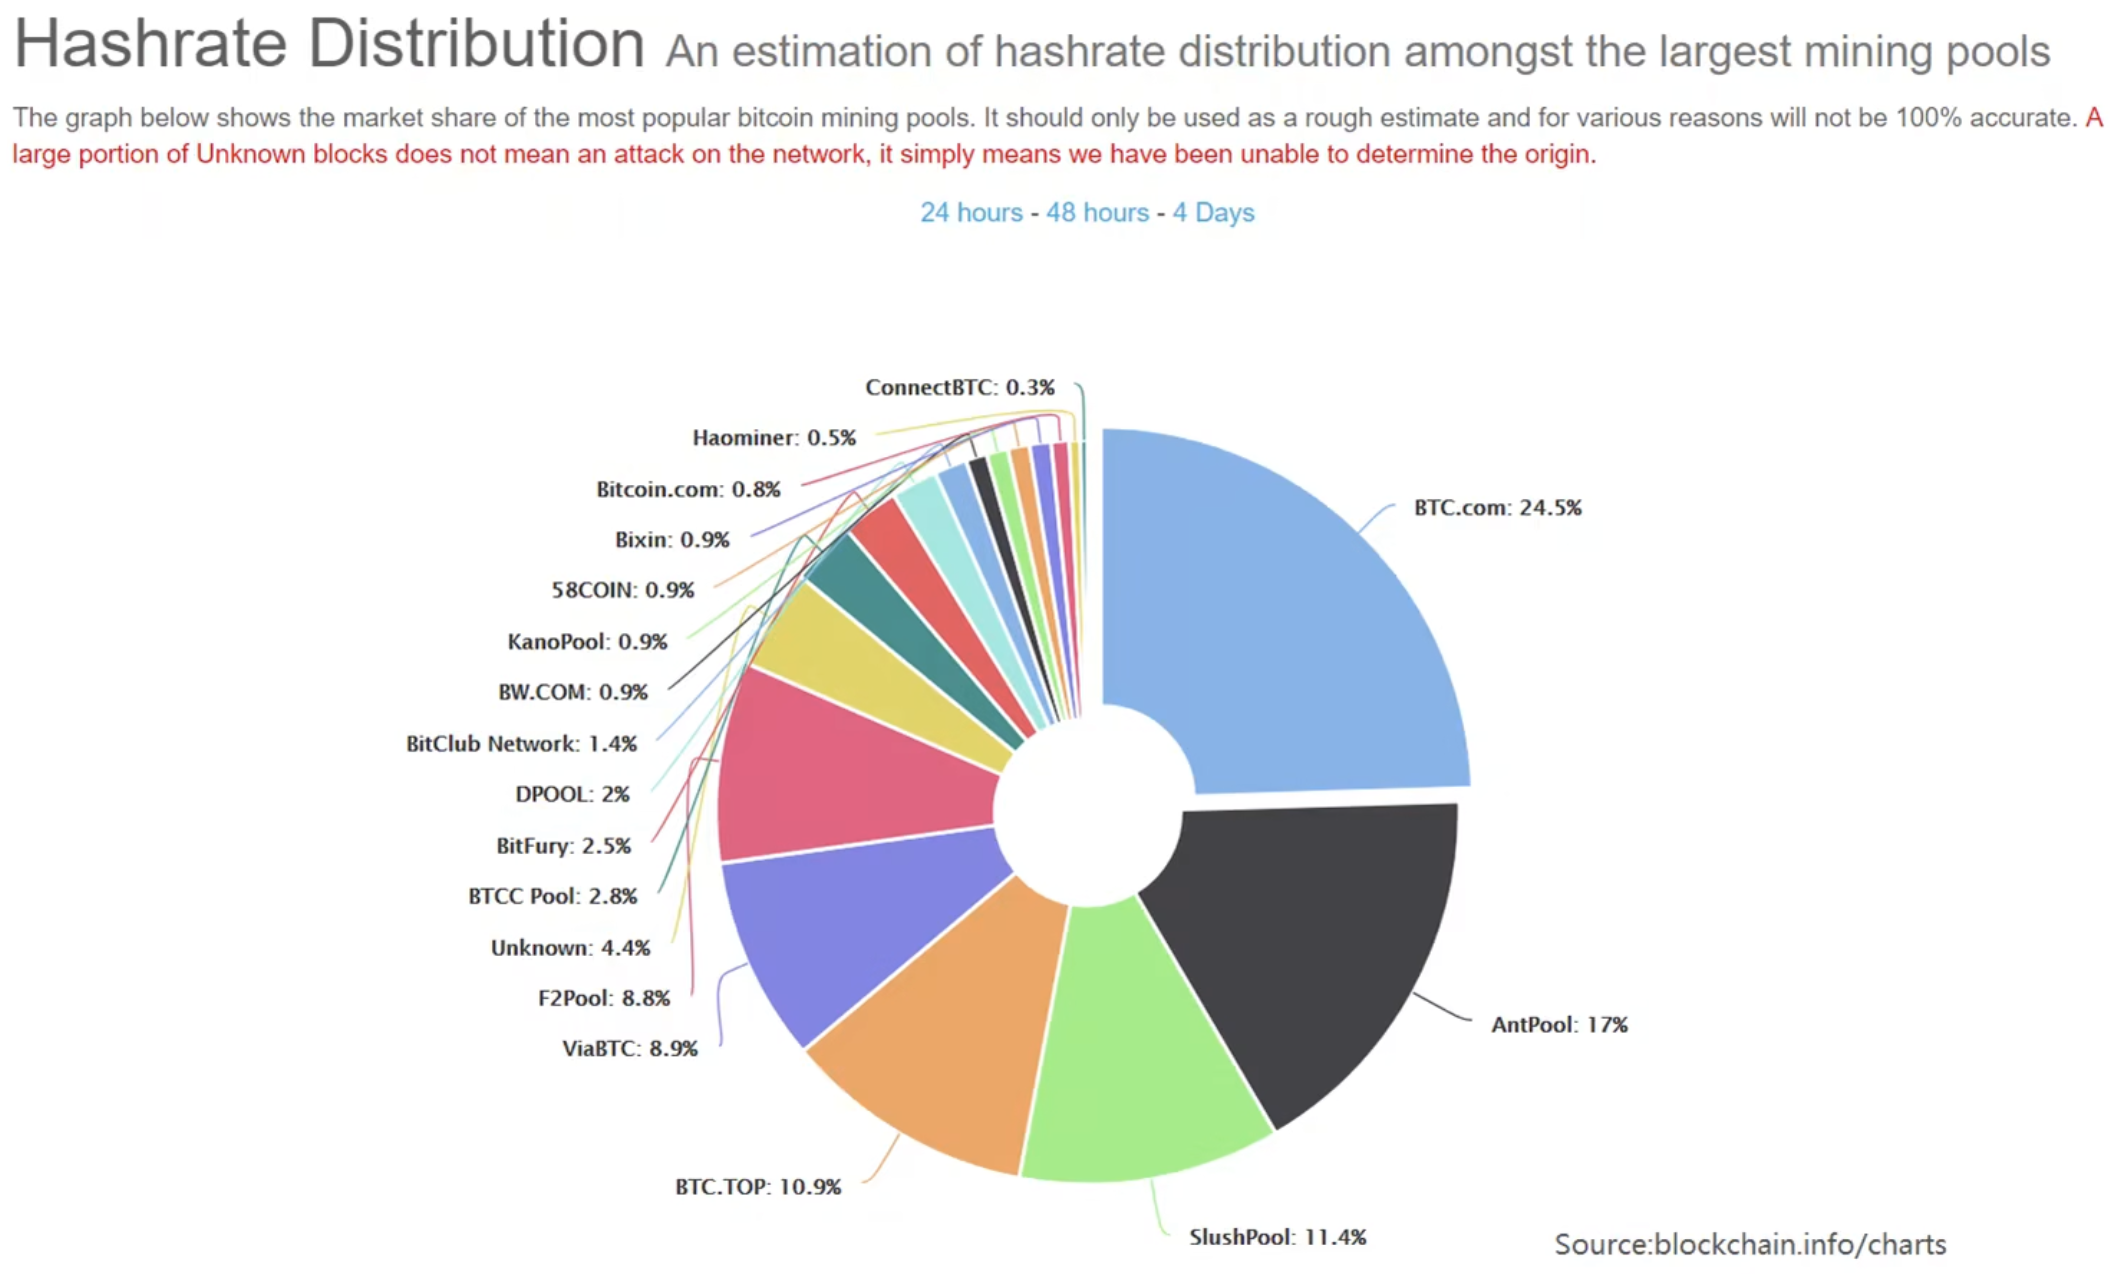 Hashrate Distribution An estimation of hashrate distribution amongst the largest mining pools
The graph below shows the market share of the most popular bitcoin mining pools. It should only be used as a rough estimate and for various reasons will not be 100% accurate. A
large portion of Unknown blocks does not mean an attack on the network, it simply means we have been unable to determine the origin.
24 hours - 48 hours - 4 Days
ConnectBTC: 0.3%
Haominer: 0.5%
Bitcoin.com: 0.8%
BTC.com: 24.5%
Bixin: 0.9%
58COIN: 0.9%
KanoPool: 0.9%
BW.COM: 0.9%
BitClub Network: 1.4%
DPOOL: 2%
BitFury: 2.5%
BTCC Pool: 2.8%
Unknown: 4.4%
F2Pool: 8.8%
AntPool: 17%
ViaBTC: 8.9%
BTC.TOP: 10.9%
SlushPool: 11.4%
Source:blockchain.info/charts